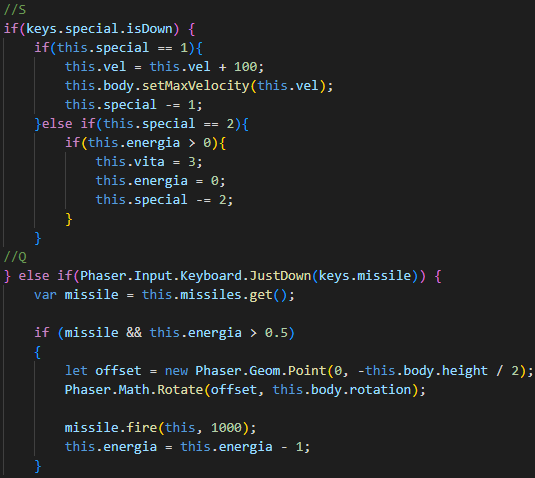 //S
if(keys.special.isDown) {
    if(this.special == 1){
        this.vel = this.vel + 100;
        this.body.setMaxVelocity(this.vel);
        this.special -= 1;
    }else if(this.special == 2){
        if(this.energia > 0){
            this.vita = 3;
            this.energia = 0;
            this.special -= 2;
        }
    }
//Q
} else if(Phaser.Input.Keyboard.JustDown(keys.missile)) {
    var missile = this.missiles.get();

    if (missile && this.energia > 0.5)
    {
        let offset = new Phaser.Geom.Point(0, -this.body.height / 2);
        Phaser.Math.Rotate(offset, this.body.rotation);

        missile.fire(this, 1000);
        this.energia = this.energia - 1;
    }